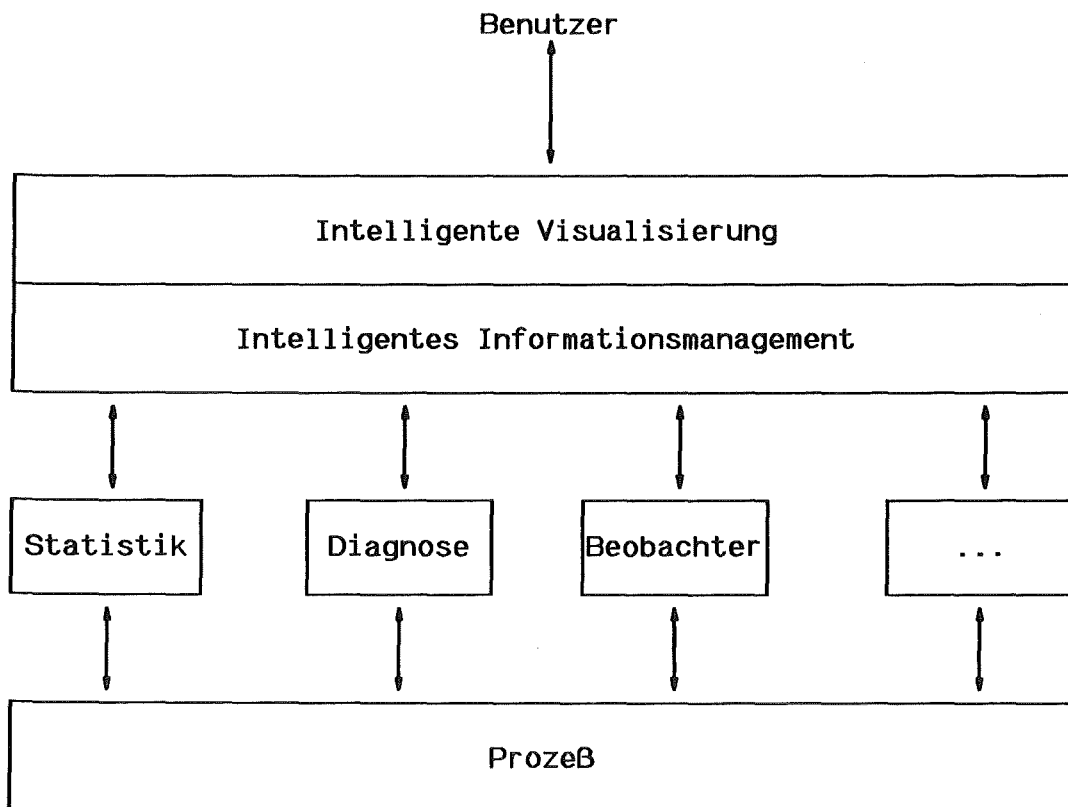 Benutzer
Intelligente Visualisierung
Intelligentes Informationsmanagement
Statistik
Diagnose
Beobachter
...
Prozeß